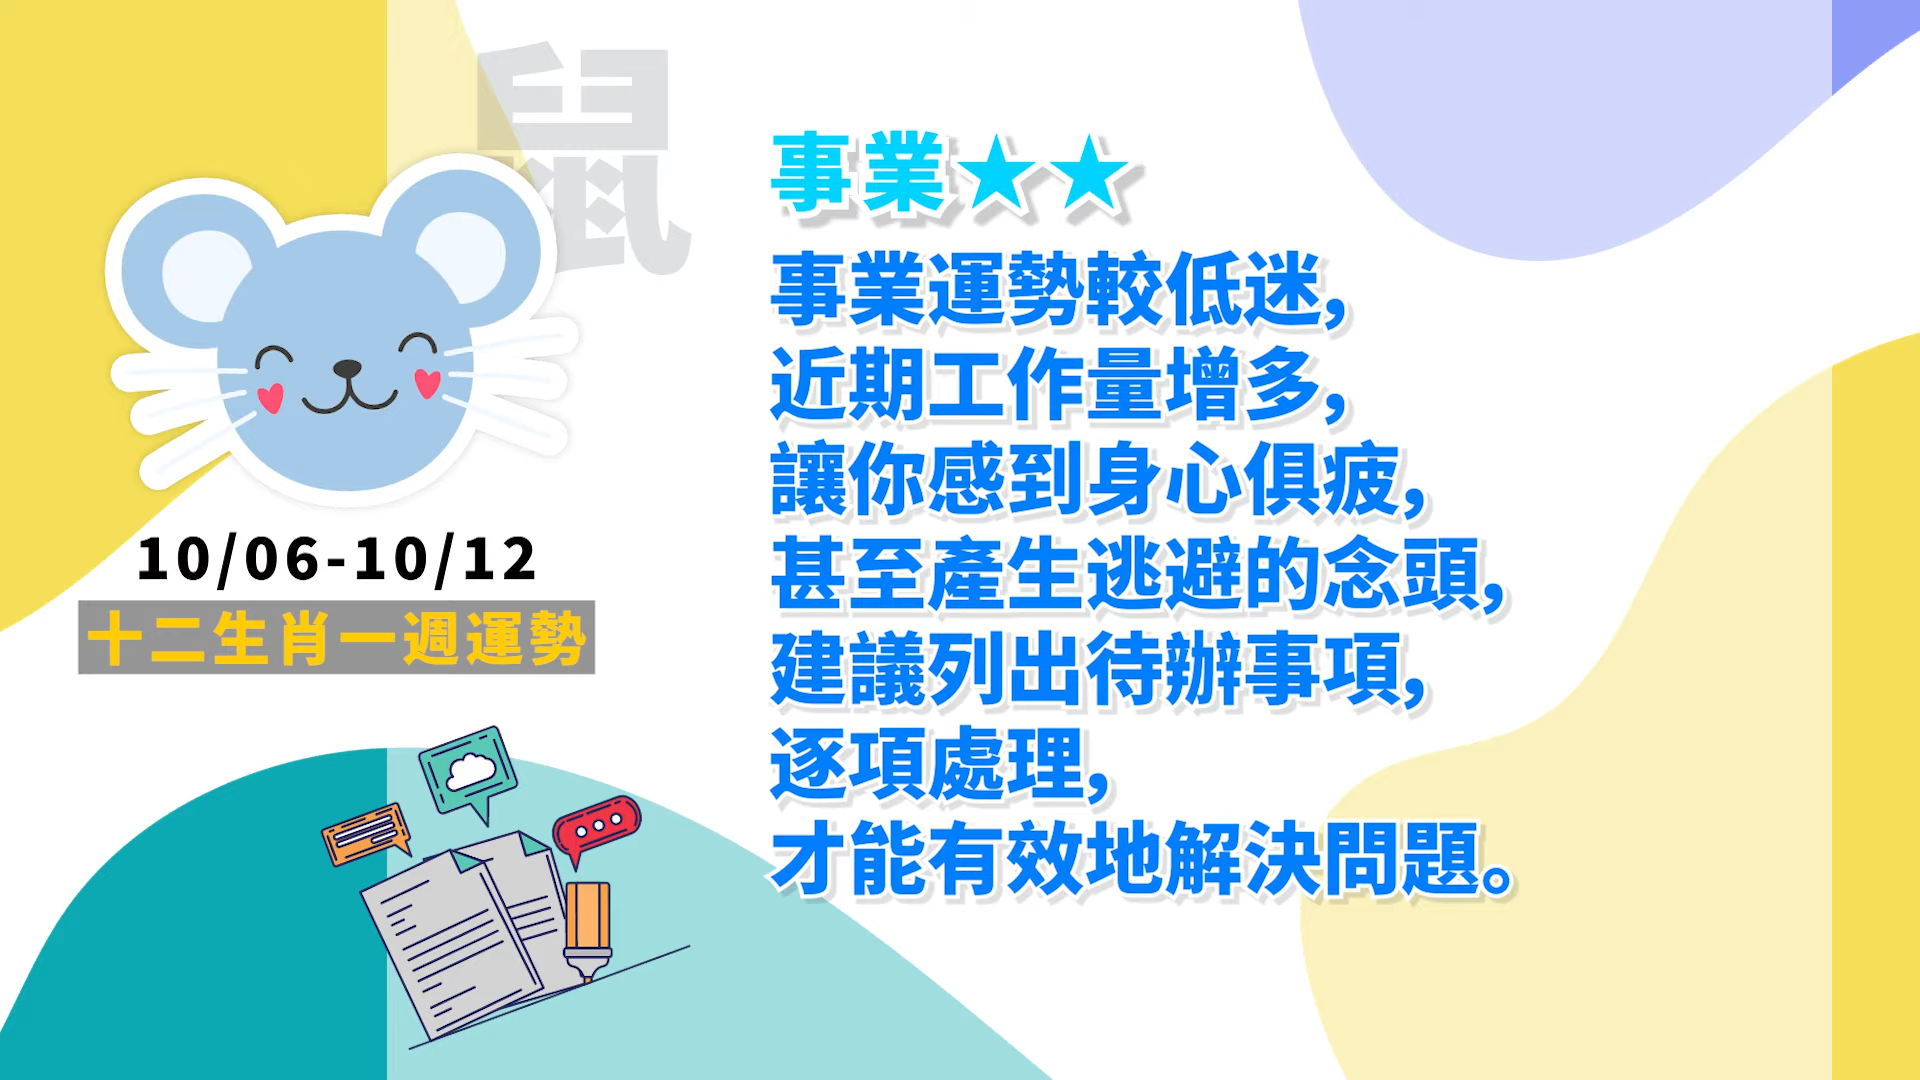 鼠
10/06-10/12
十二生肖一週運勢
事業★★
事業運勢較低迷,
近期工作量增多,
讓你感到身心俱疲,
甚至產生逃避的念頭,
建議列出待辦事項,
逐項處理,
才能有效地解決問題。